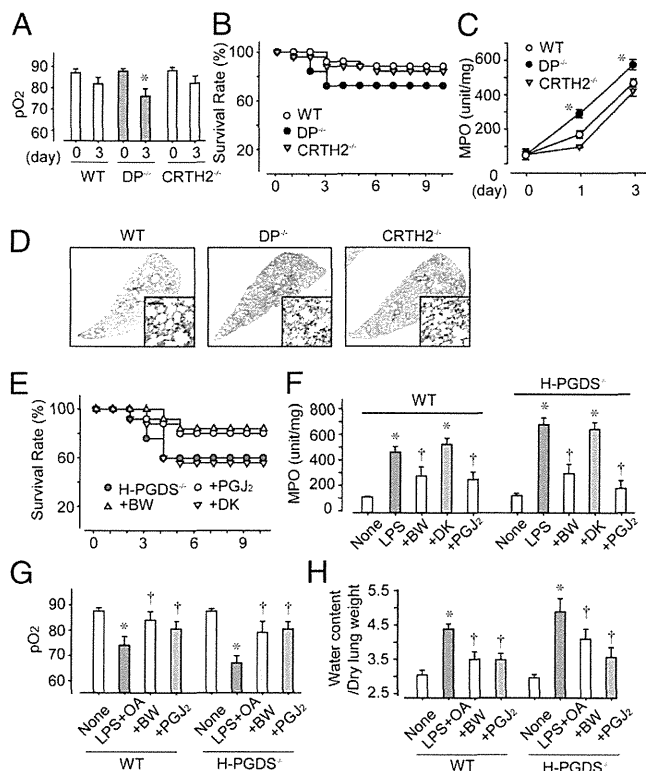 A
pO2
90
80
70
60
0 3 0 3 0 3
(day)
WT DP-/- CRTH2-/-
*
B
Survival Rate (%)
100
80
60
0 3 6 9
WT
DP-/-
CRTH2-/-
C
MPO (unit/mg)
600
400
200
0
(day) 0 1 3
WT
DP-/-
CRTH2-/-
*
*
D
WT DP-/- CRTH2-/-
E
Survival Rate (%)
100
80
60
0 3 6 9
H-PGDS-/- +PGJ2
+BW +DK
F
MPO (unit/mg)
800
600
400
200
0
WT H-PGDS-/-
* † * † * † * †
None LPS +BW +DK +PGJ2 None LPS +BW +DK +PGJ2
G
pO2
90
80
70
60
* † † * † †
None LPS+OA +BW +PGJ2 None LPS+OA +BW +PGJ2
WT H-PGDS-/-
H
Water content
/Dry lung weight
5.5
4.5
3.5
2.5
* † † * † †
None LPS+OA +BW +PGJ2 None LPS+OA +BW +PGJ2
WT H-PGDS-/-